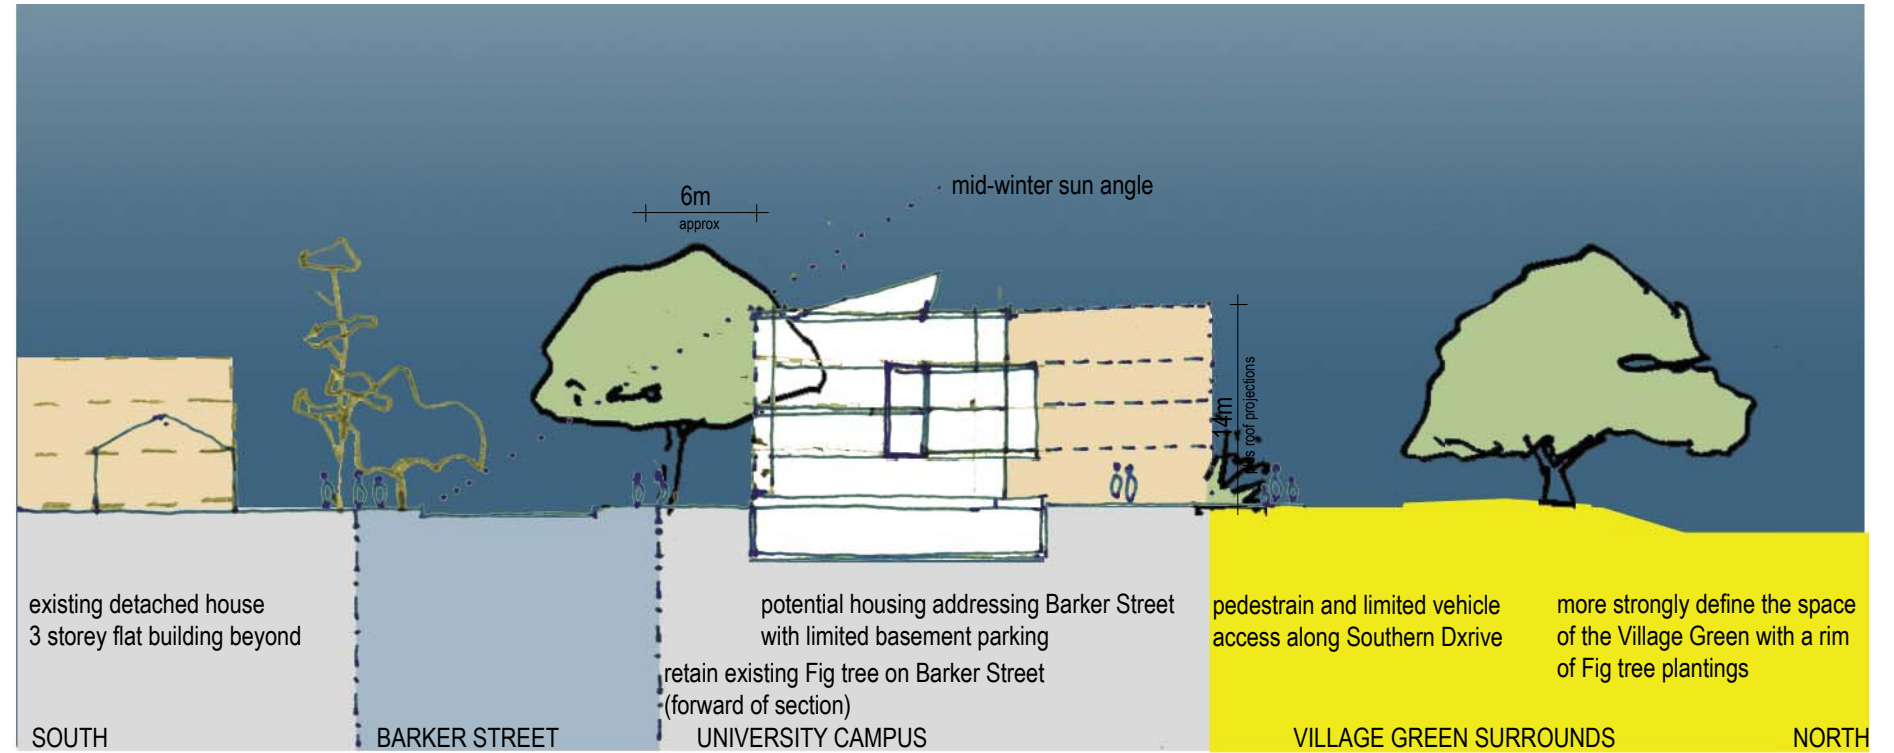 mid-winter sun angle
6m
approx
14m
plus roof projections
existing detached house
3 storey flat building beyond
potential housing addressing Barker Street
with limited basement parking
retain existing Fig tree on Barker Street
(forward of section)
pedestrain and limited vehicle
access along Southern Dxrive
more strongly define the space
of the Village Green with a rim
of Fig tree plantings
SOUTH
BARKER STREET
UNIVERSITY CAMPUS
VILLAGE GREEN SURROUNDS
NORTH